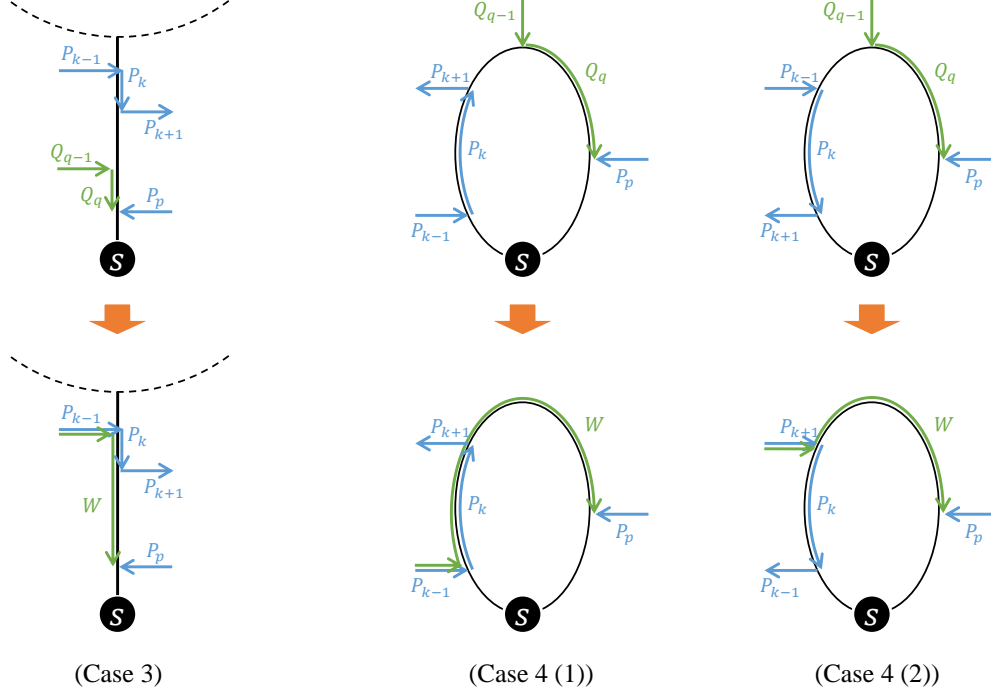 P_{k-1}
P_k
P_{k+1}
Q_{q-1}
Q_q
P_p
S
Q_{q-1}
P_{k+1}
Q_q
P_k
P_p
P_{k-1}
S
Q_{q-1}
P_{k-1}
Q_q
P_k
P_p
P_{k+1}
S
P_{k-1}
P_k
P_{k+1}
W
P_p
S
P_{k+1}
W
P_k
P_p
P_{k-1}
S
P_{k+1}
W
P_k
P_p
P_{k-1}
S
(Case 3)
(Case 4 (1))
(Case 4 (2))